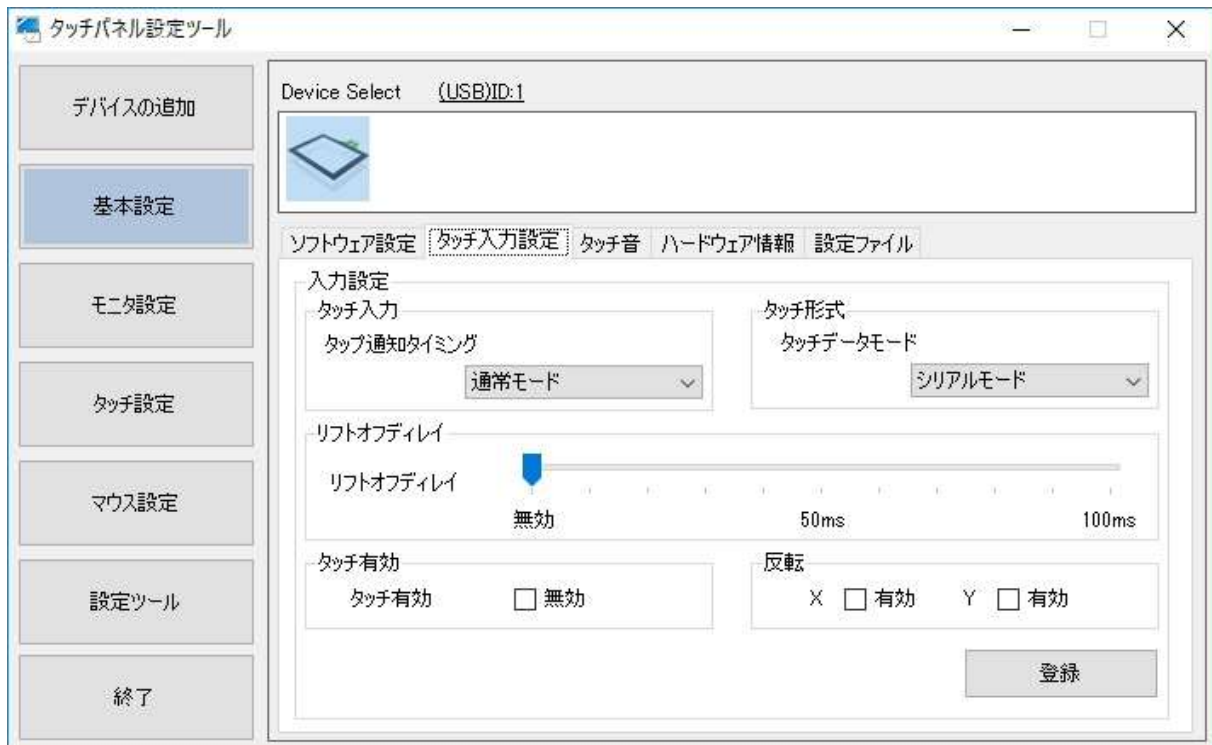 タッチパネル設定ツール
デバイスの追加
基本設定
モニタ設定
タッチ設定
マウス設定
設定ツール
終了
Device Select (USB)ID:1
ソフトウェア設定 タッチ入力設定 タッチ音 ハードウェア情報 設定ファイル
入力設定
タッチ入力
タップ通知タイミング
通常モード
タッチ形式
タッチデータモード
シリアルモード
リフトオフディレイ
リフトオフディレイ
無効 50ms 100ms
タッチ有効
タッチ有効 無効
反転
X 有効 Y 有効
登録